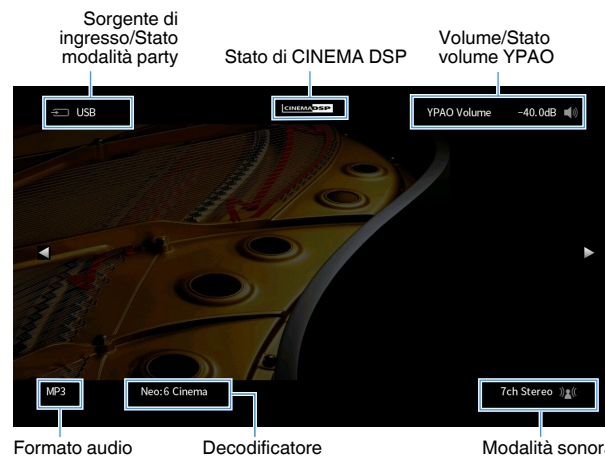 Sorgente di
ingresso/Stato
modalità party
Stato di CINEMA DSP
Volume/Stato
volume YPAO
USB
CINEMA DSP
YPAO Volume -40.0dB
MP3
Neo:6 Cinema
7ch Stereo
Formato audio
Decodificatore
Modalità sonor